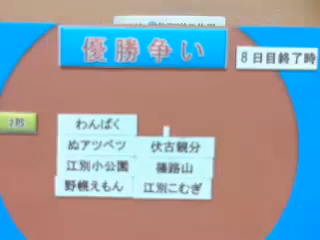 優勝争い
8日目終了時
2敗
わんぱく
ぬアツベツ 伏古親分
江別小公園 篠路山
野幌えもん 江別こむぎ